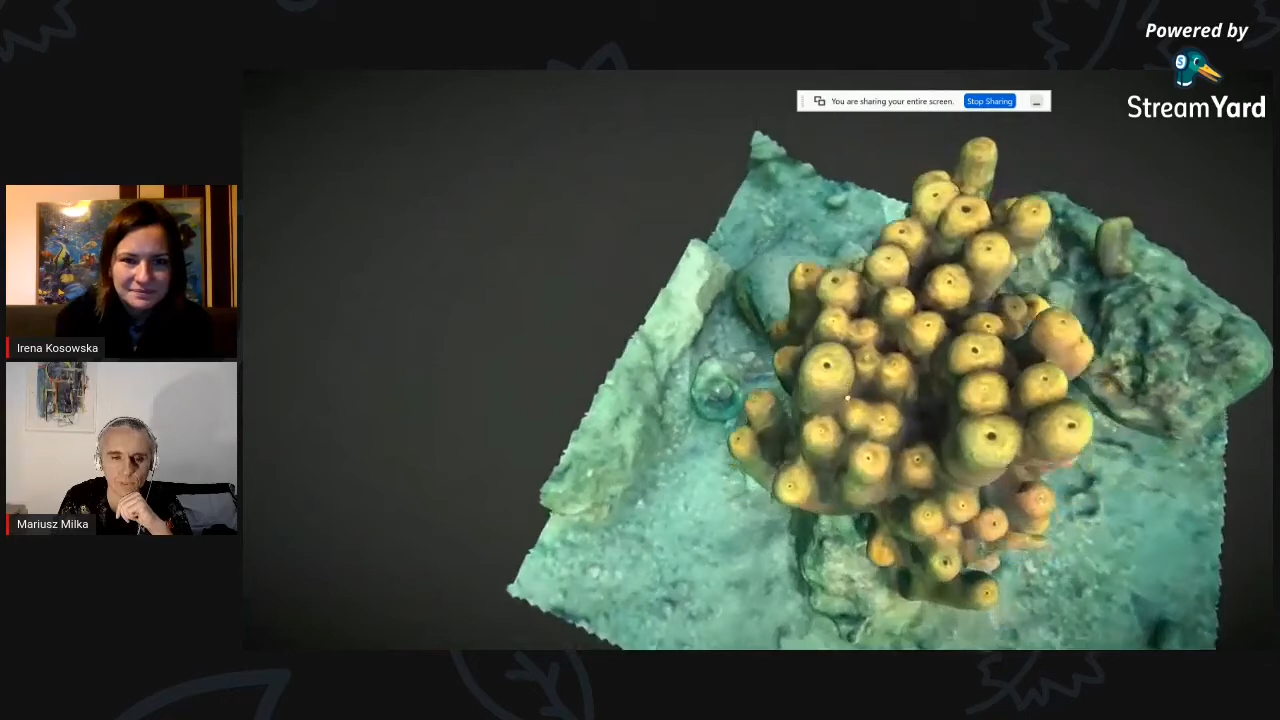 Powered by
StreamYard
You are sharing your entire screen.
Stop Sharing
Irena Kosowska
Mariusz Milka